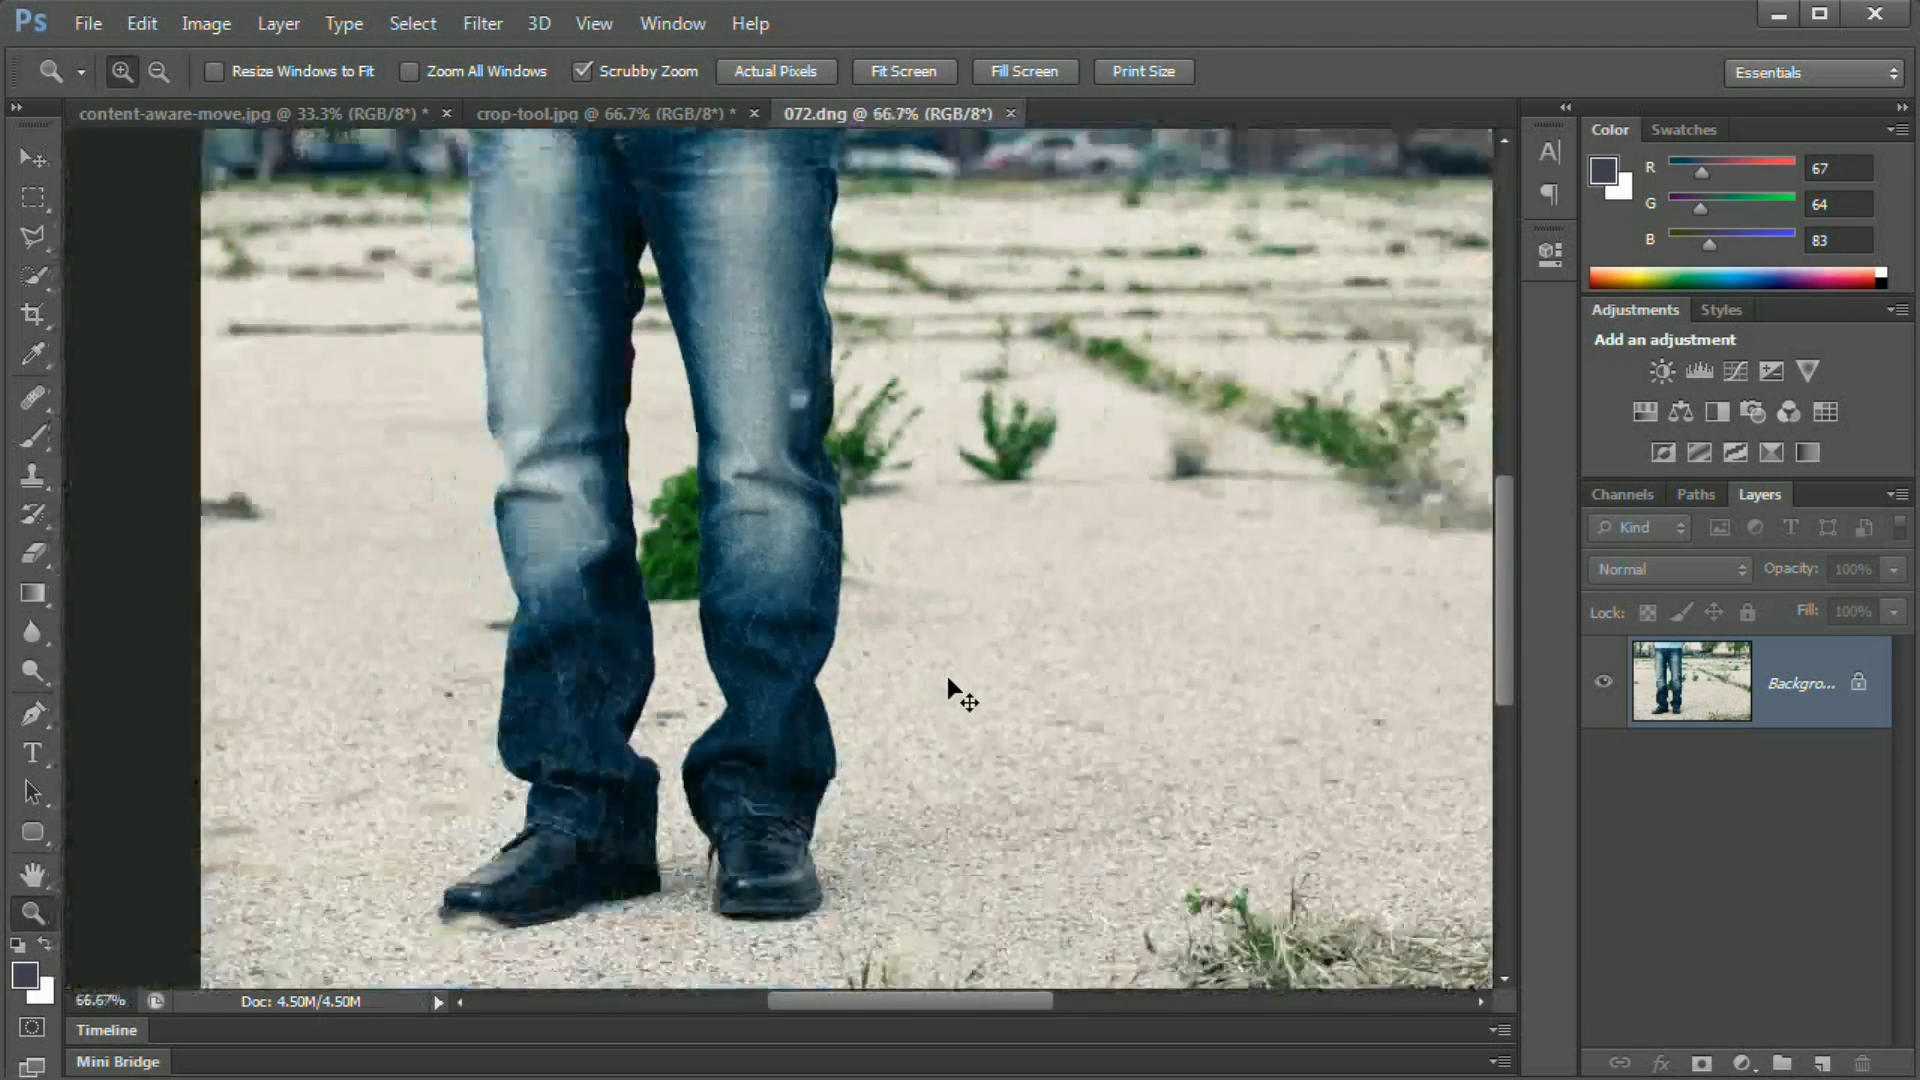 Ps File Edit Image Layer Type Select Filter 3D View Window Help
Resize Windows to Fit Zoom All Windows Scrubby Zoom Actual Pixels Fit Screen Fill Screen Print Size Essentials
content-aware-move.jpg @ 33.3% (RGB/8*) * crop-tool.jpg @ 66.7% (RGB/8*) * 072.dng @ 66.7% (RGB/8*)
Color Swatches
R 67
G 64
B 83
Adjustments Styles
Add an adjustment
Channels Paths Layers
Kind
Normal Opacity: 100%
Lock: Fill: 100%
Backgro...
66.67% Doc: 4.50M/4.50M
Timeline
Mini Bridge